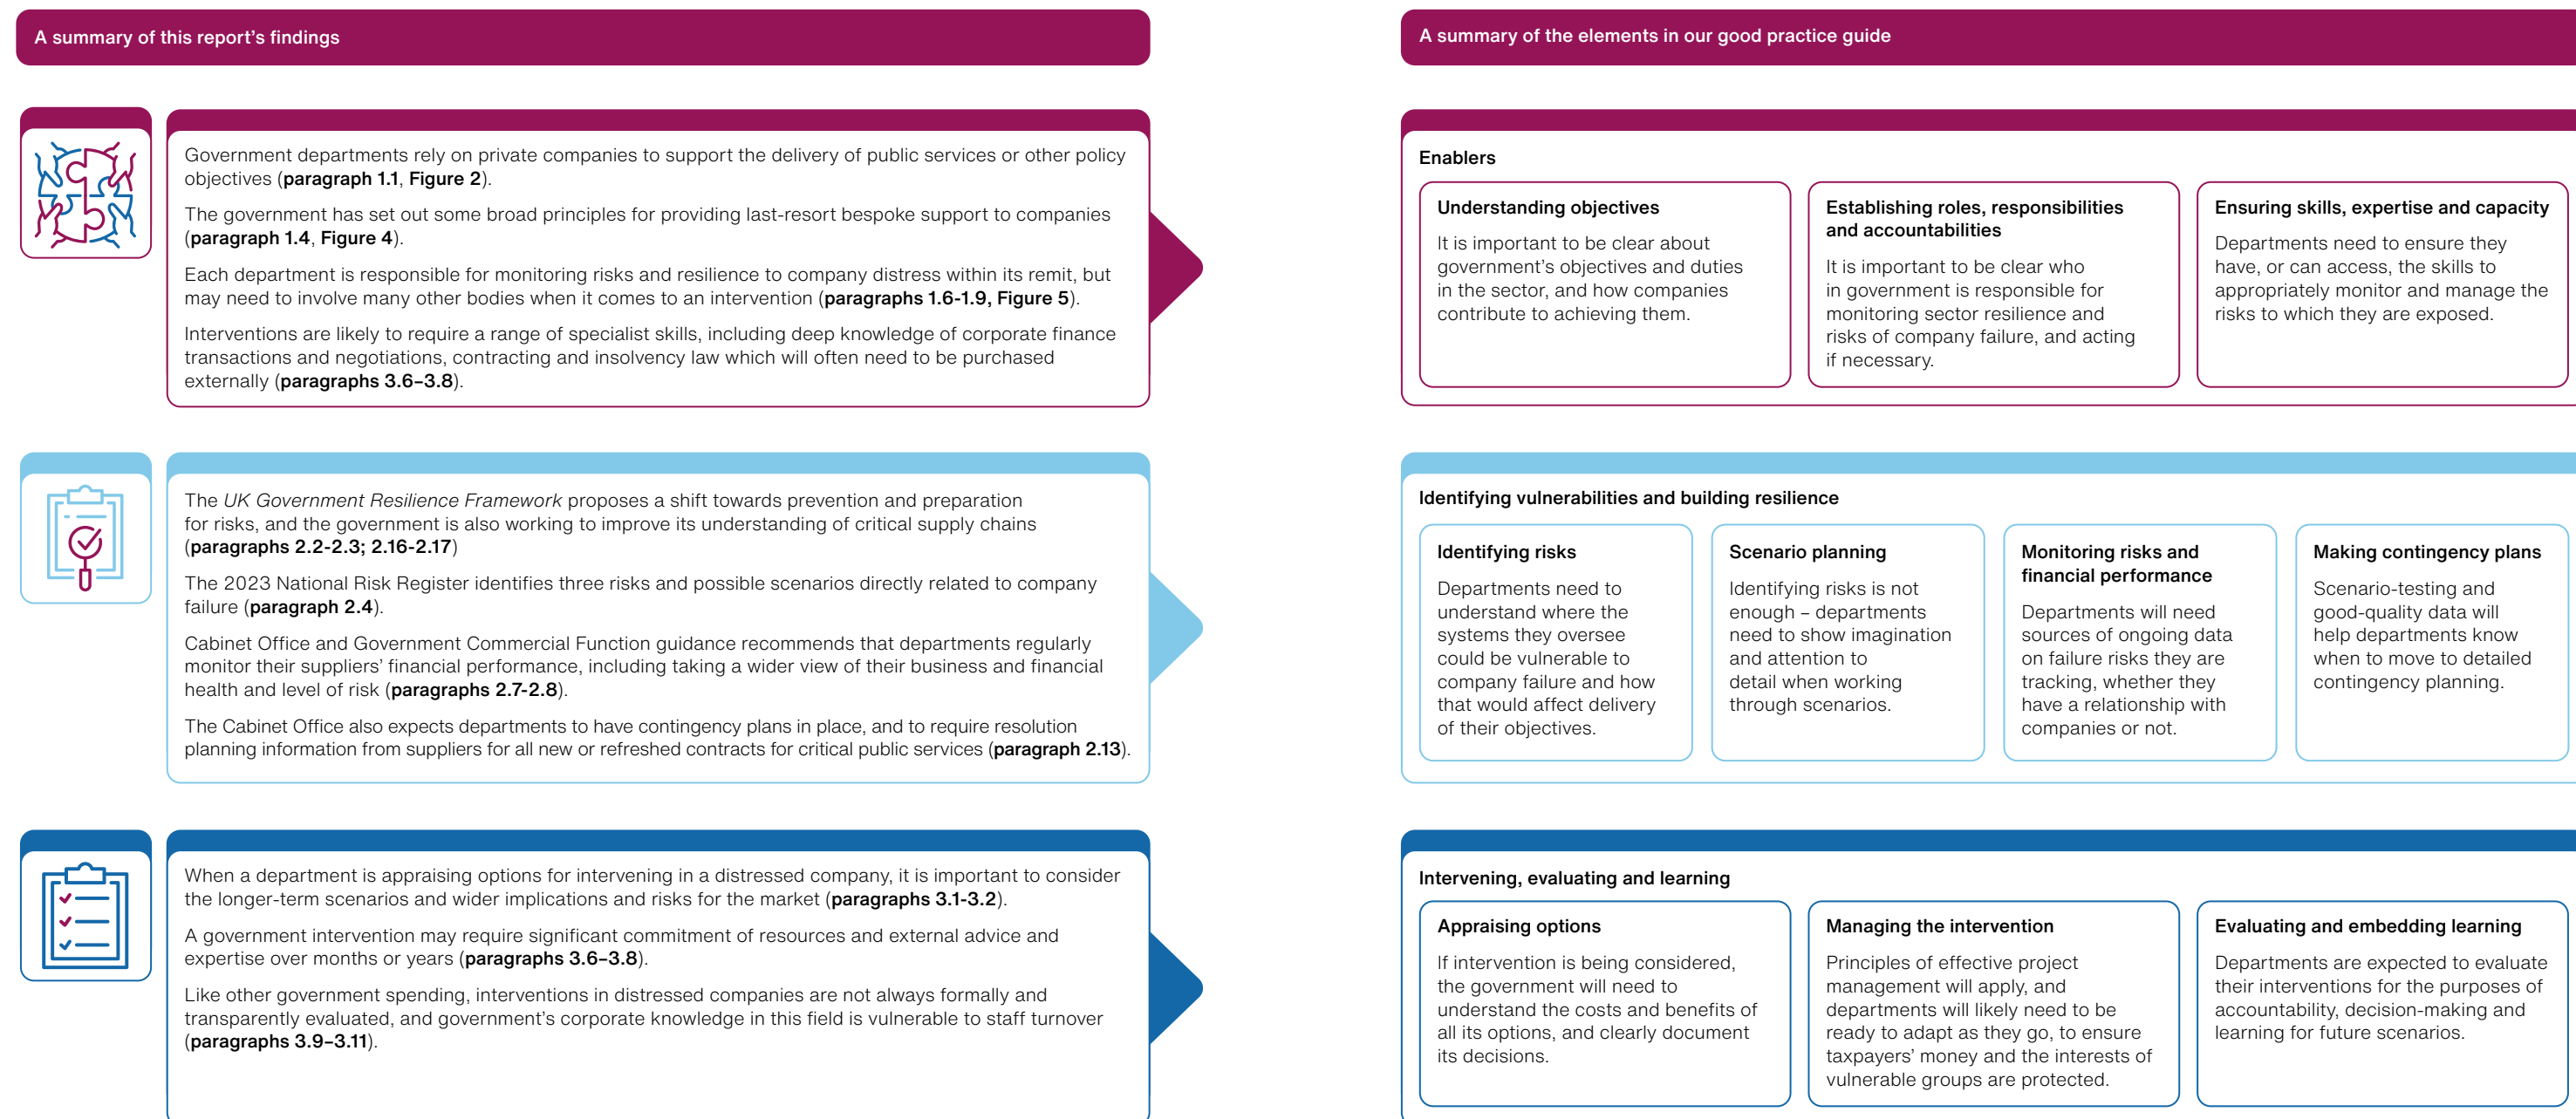 A summary of this report's findings
Government departments rely on private companies to support the delivery of public services or other policy
objectives (paragraph 1.1, Figure 2).
The government has set out some broad principles for providing last-resort bespoke support to companies
(paragraph 1.4, Figure 4).
Each department is responsible for monitoring risks and resilience to company distress within its remit, but
may need to involve many other bodies when it comes to an intervention (paragraphs 1.6-1.9, Figure 5).
Interventions are likely to require a range of specialist skills, including deep knowledge of corporate finance
transactions and negotiations, contracting and insolvency law which will often need to be purchased
externally (paragraphs 3.6–3.8).
The UK Government Resilience Framework proposes a shift towards prevention and preparation
for risks, and the government is also working to improve its understanding of critical supply chains
(paragraphs 2.2-2.3; 2.16-2.17)
The 2023 National Risk Register identifies three risks and possible scenarios directly related to company
failure (paragraph 2.4).
Cabinet Office and Government Commercial Function guidance recommends that departments regularly
monitor their suppliers' financial performance, including taking a wider view of their business and financial
health and level of risk (paragraphs 2.7-2.8).
The Cabinet Office also expects departments to have contingency plans in place, and to require resolution
planning information from suppliers for all new or refreshed contracts for critical public services (paragraph 2.13).
When a department is appraising options for intervening in a distressed company, it is important to consider
the longer-term scenarios and wider implications and risks for the market (paragraphs 3.1-3.2).
A government intervention may require significant commitment of resources and external advice and
expertise over months or years (paragraphs 3.6–3.8).
Like other government spending, interventions in distressed companies are not always formally and
transparently evaluated, and government's corporate knowledge in this field is vulnerable to staff turnover
(paragraphs 3.9–3.11).
A summary of the elements in our good practice guide
Enablers
Understanding objectives
It is important to be clear about
government's objectives and duties
in the sector, and how companies
contribute to achieving them.
Establishing roles, responsibilities
and accountabilities
It is important to be clear who
in government is responsible for
monitoring sector resilience and
risks of company failure, and acting
if necessary.
Ensuring skills, expertise and capacity
Departments need to ensure they
have, or can access, the skills to
appropriately monitor and manage the
risks to which they are exposed.
Identifying vulnerabilities and building resilience
Identifying risks
Departments need to
understand where the
systems they oversee
could be vulnerable to
company failure and how
that would affect delivery
of their objectives.
Scenario planning
Identifying risks is not
enough – departments
need to show imagination
and attention to
detail when working
through scenarios.
Monitoring risks and
financial performance
Departments will need
sources of ongoing data
on failure risks they are
tracking, whether they
have a relationship with
companies or not.
Making contingency plans
Scenario-testing and
good-quality data will
help departments know
when to move to detailed
contingency planning.
Intervening, evaluating and learning
Appraising options
If intervention is being considered,
the government will need to
understand the costs and benefits of
all its options, and clearly document
its decisions.
Managing the intervention
Principles of effective project
management will apply, and
departments will likely need to be
ready to adapt as they go, to ensure
taxpayers' money and the interests of
vulnerable groups are protected.
Evaluating and embedding learning
Departments are expected to evaluate
their interventions for the purposes of
accountability, decision-making and
learning for future scenarios.